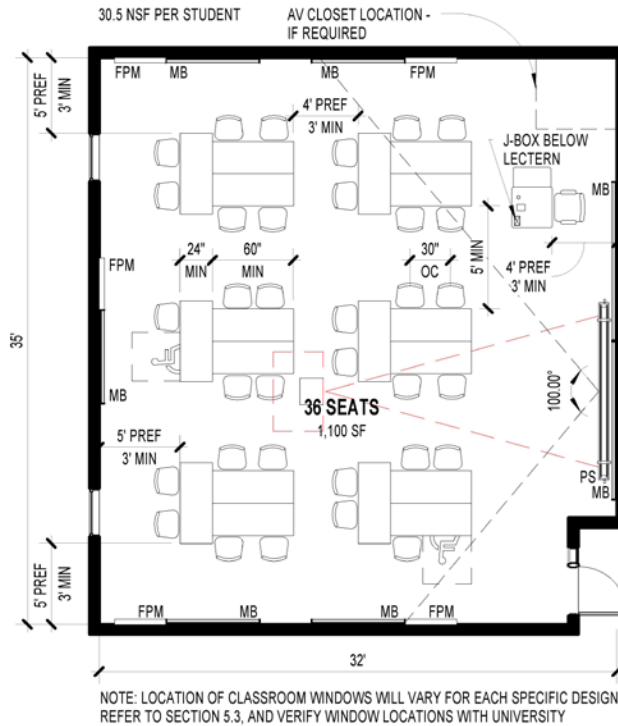 30.5 NSF PER STUDENT
AV CLOSET LOCATION -
IF REQUIRED
FPM
MB
MB
FPM
5' PREF
3' MIN
4' PREF
3' MIN
J-BOX BELOW
LECTERN
MB
24"
MIN
60"
MIN
30"
OC
5' MIN
4' PREF
3' MIN
FPM
35'
MB
36 SEATS
1,100 SF
100.00°
5' PREF
3' MIN
PS
MB
5' PREF
3' MIN
FPM
MB
MB
FPM
32'
NOTE: LOCATION OF CLASSROOM WINDOWS WILL VARY FOR EACH SPECIFIC DESIGN
REFER TO SECTION 5.3, AND VERIFY WINDOW LOCATIONS WITH UNIVERSITY